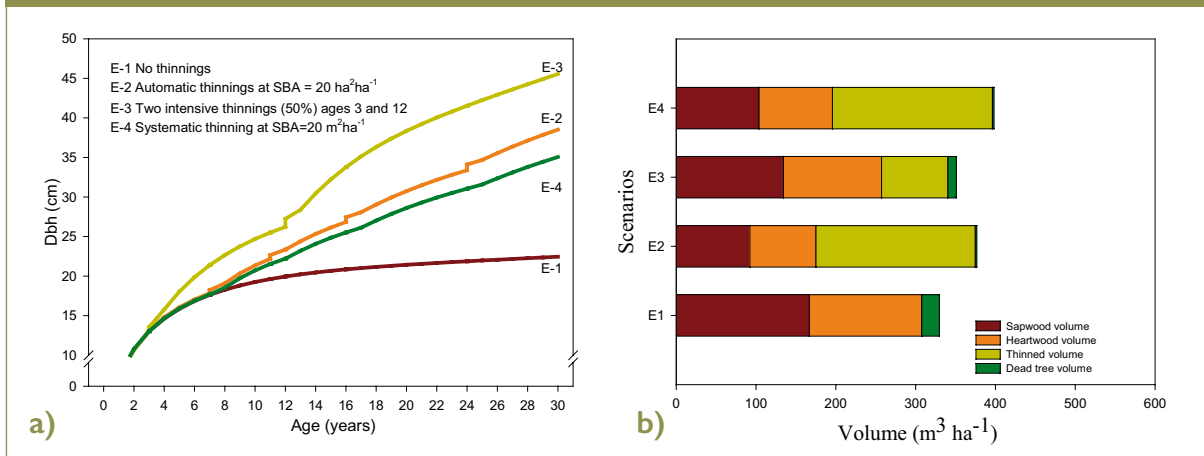 50
45
40
35
30
25
20
15
10
0
Dbh (cm)
E-1 No thinnings
E-2 Automatic thinnings at SBA = 20 ha²ha⁻¹
E-3 Two intensive thinnings (50%) ages 3 and 12
E-4 Systematic thinning at SBA=20 m²ha⁻¹
E-3
E-2
E-4
E-1
0 2 4 6 8 10 12 14 16 18 20 22 24 26 28 30
Age (years)
a)
Scenarios
E4
E3
E2
E1
Sapwood volume
Heartwood volume
Thinned volume
Dead tree volume
0 100 200 300 400 500 600
Volume (m³ ha⁻¹)
b)